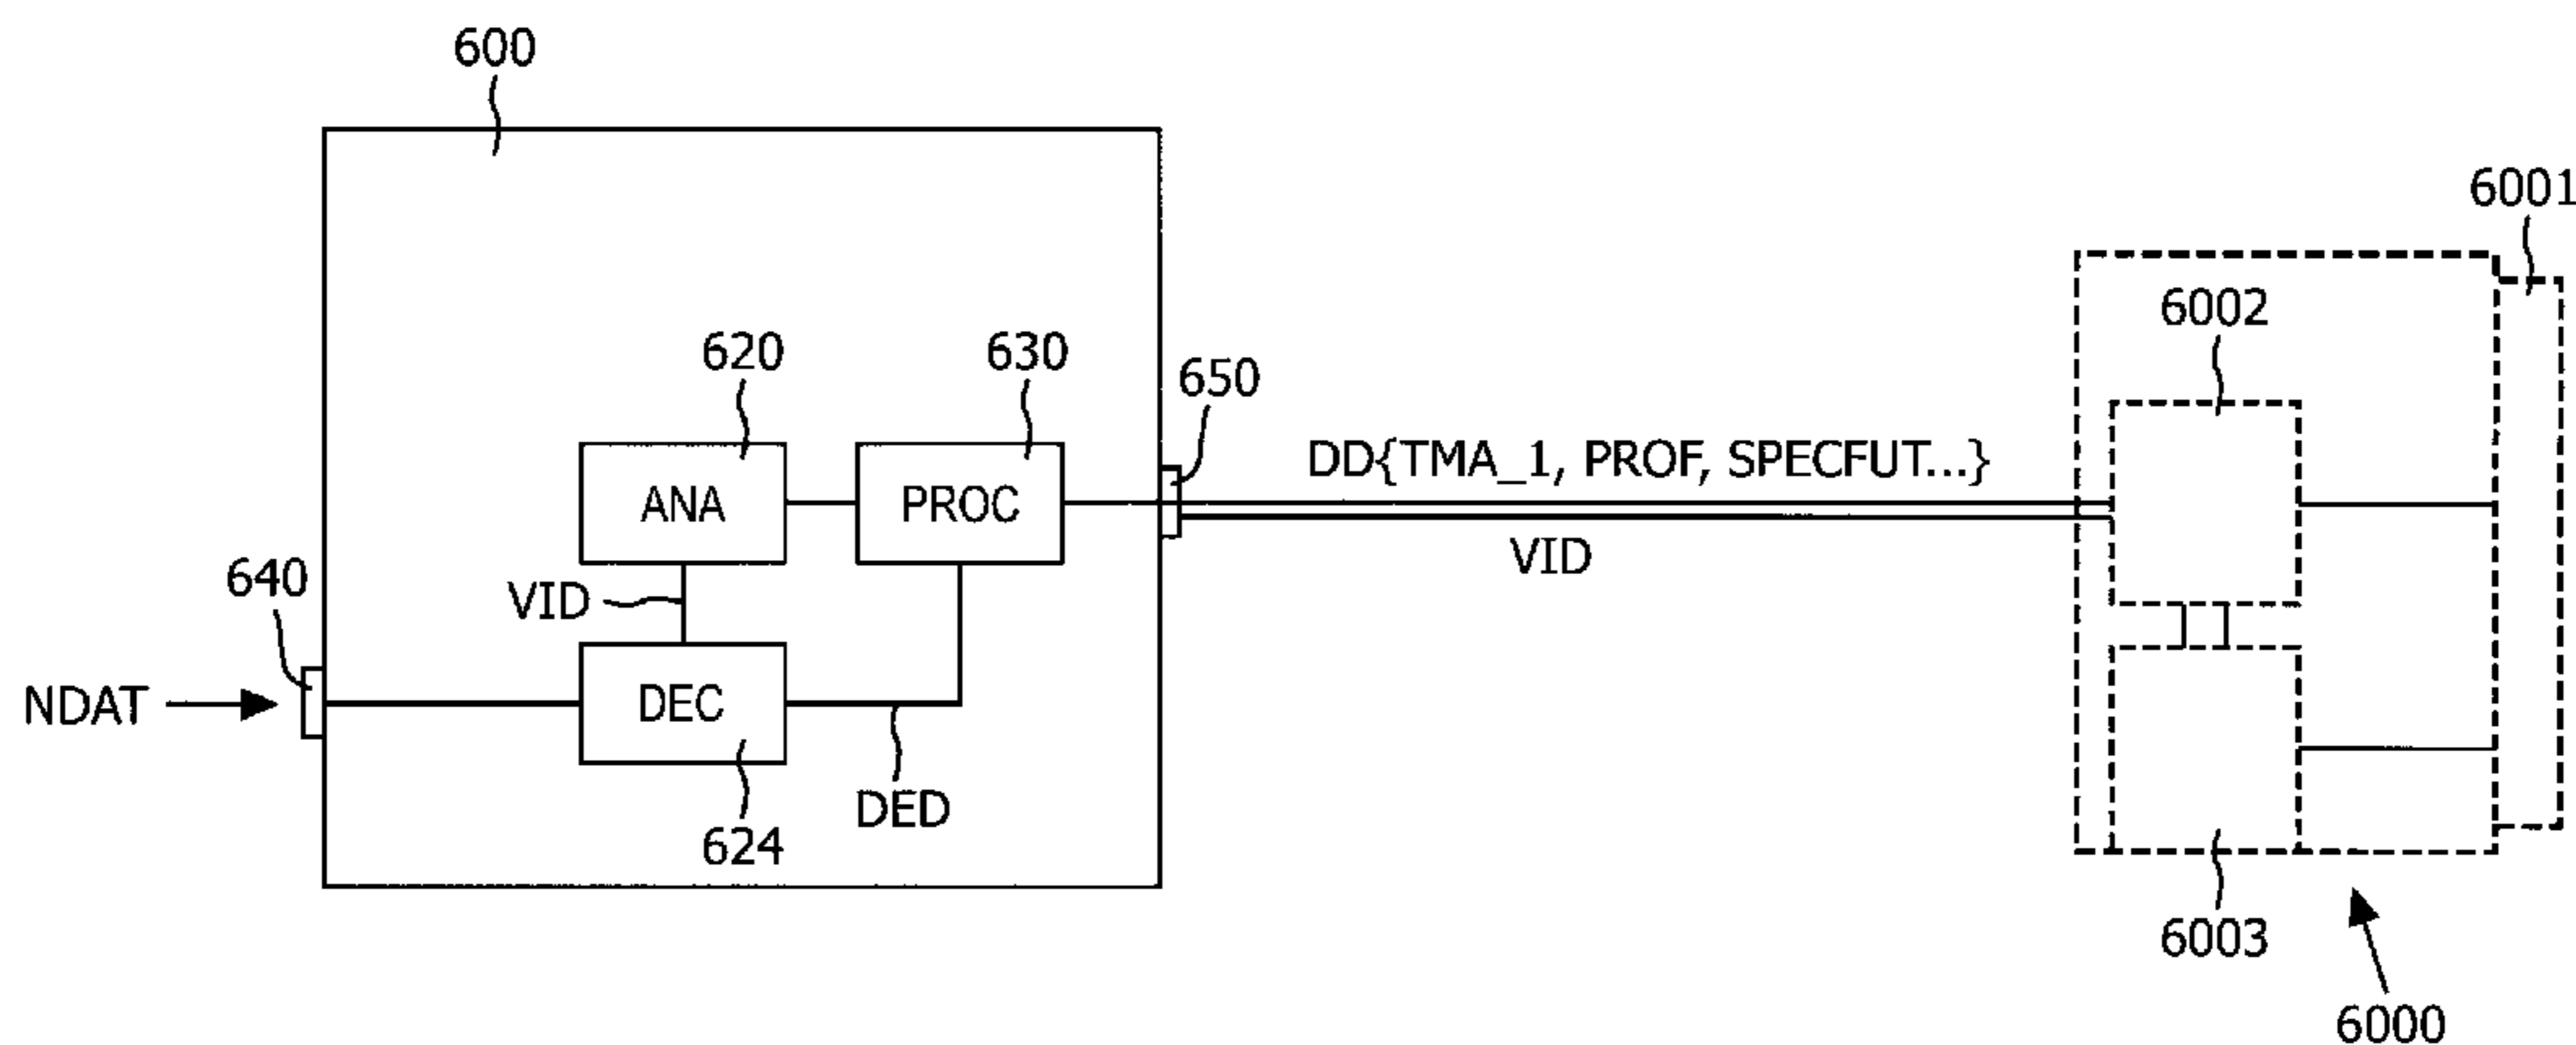 600
6001
6002
620
630
650
DD{TMA_1, PROF, SPECFUT...}
ANA
PROC
VID
640
VID
NDAT
DEC
DED
624
6003
6000